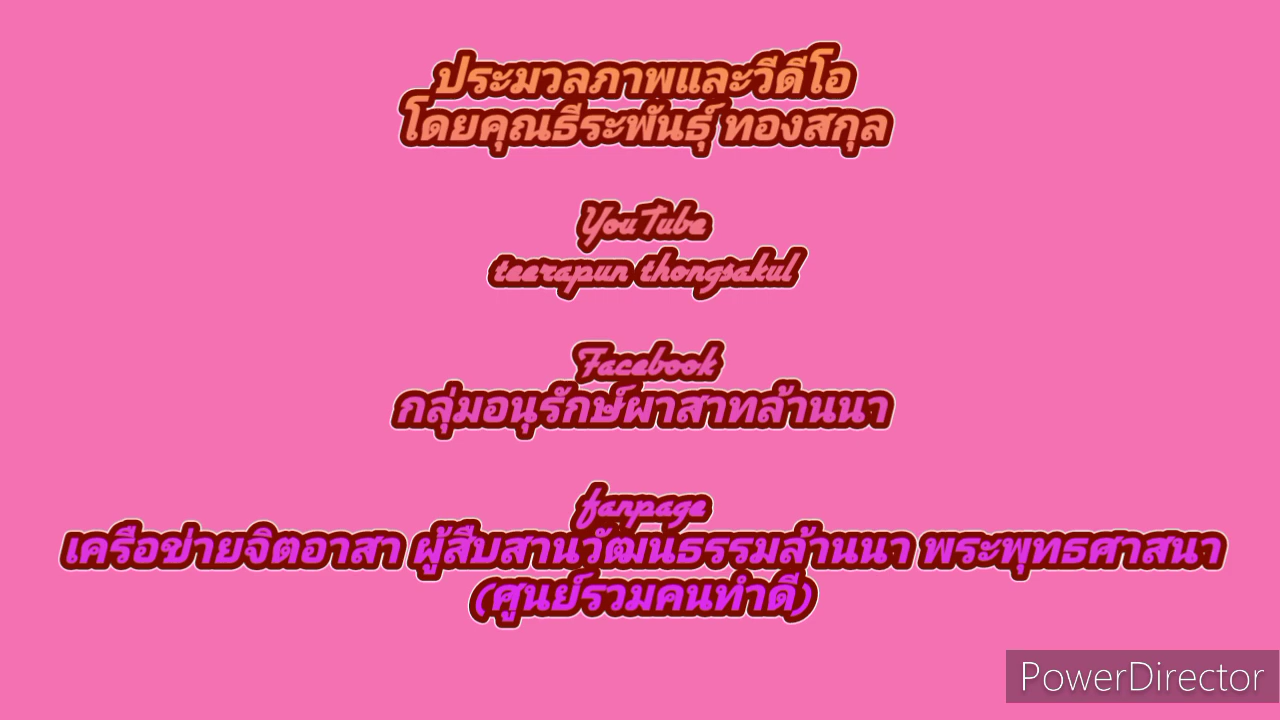 ประมวลภาพและวีดีโอ
โดยคุณธีระพันธุ์ ทองสกุล
YouTube
teerapun thongsakul
Facebook
กลุ่มอนุรักษ์ผาสาทล้านนา
fanpage
เครือข่ายจิตอาสา ผู้สืบสานวัฒนธรรมล้านนา พระพุทธศาสนา
(ศูนย์รวมคนทำดี)
PowerDirector